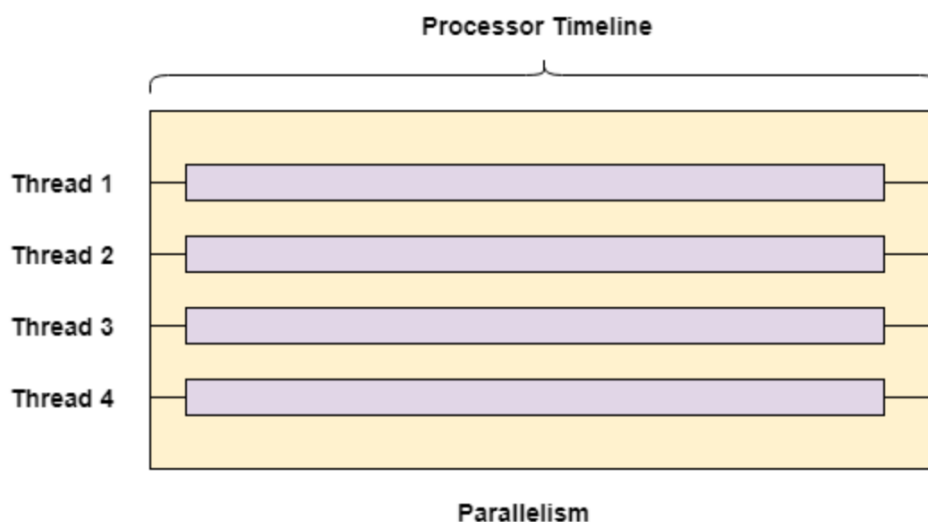 Processor Timeline
Thread 1
Thread 2
Thread 3
Thread 4
Parallelism